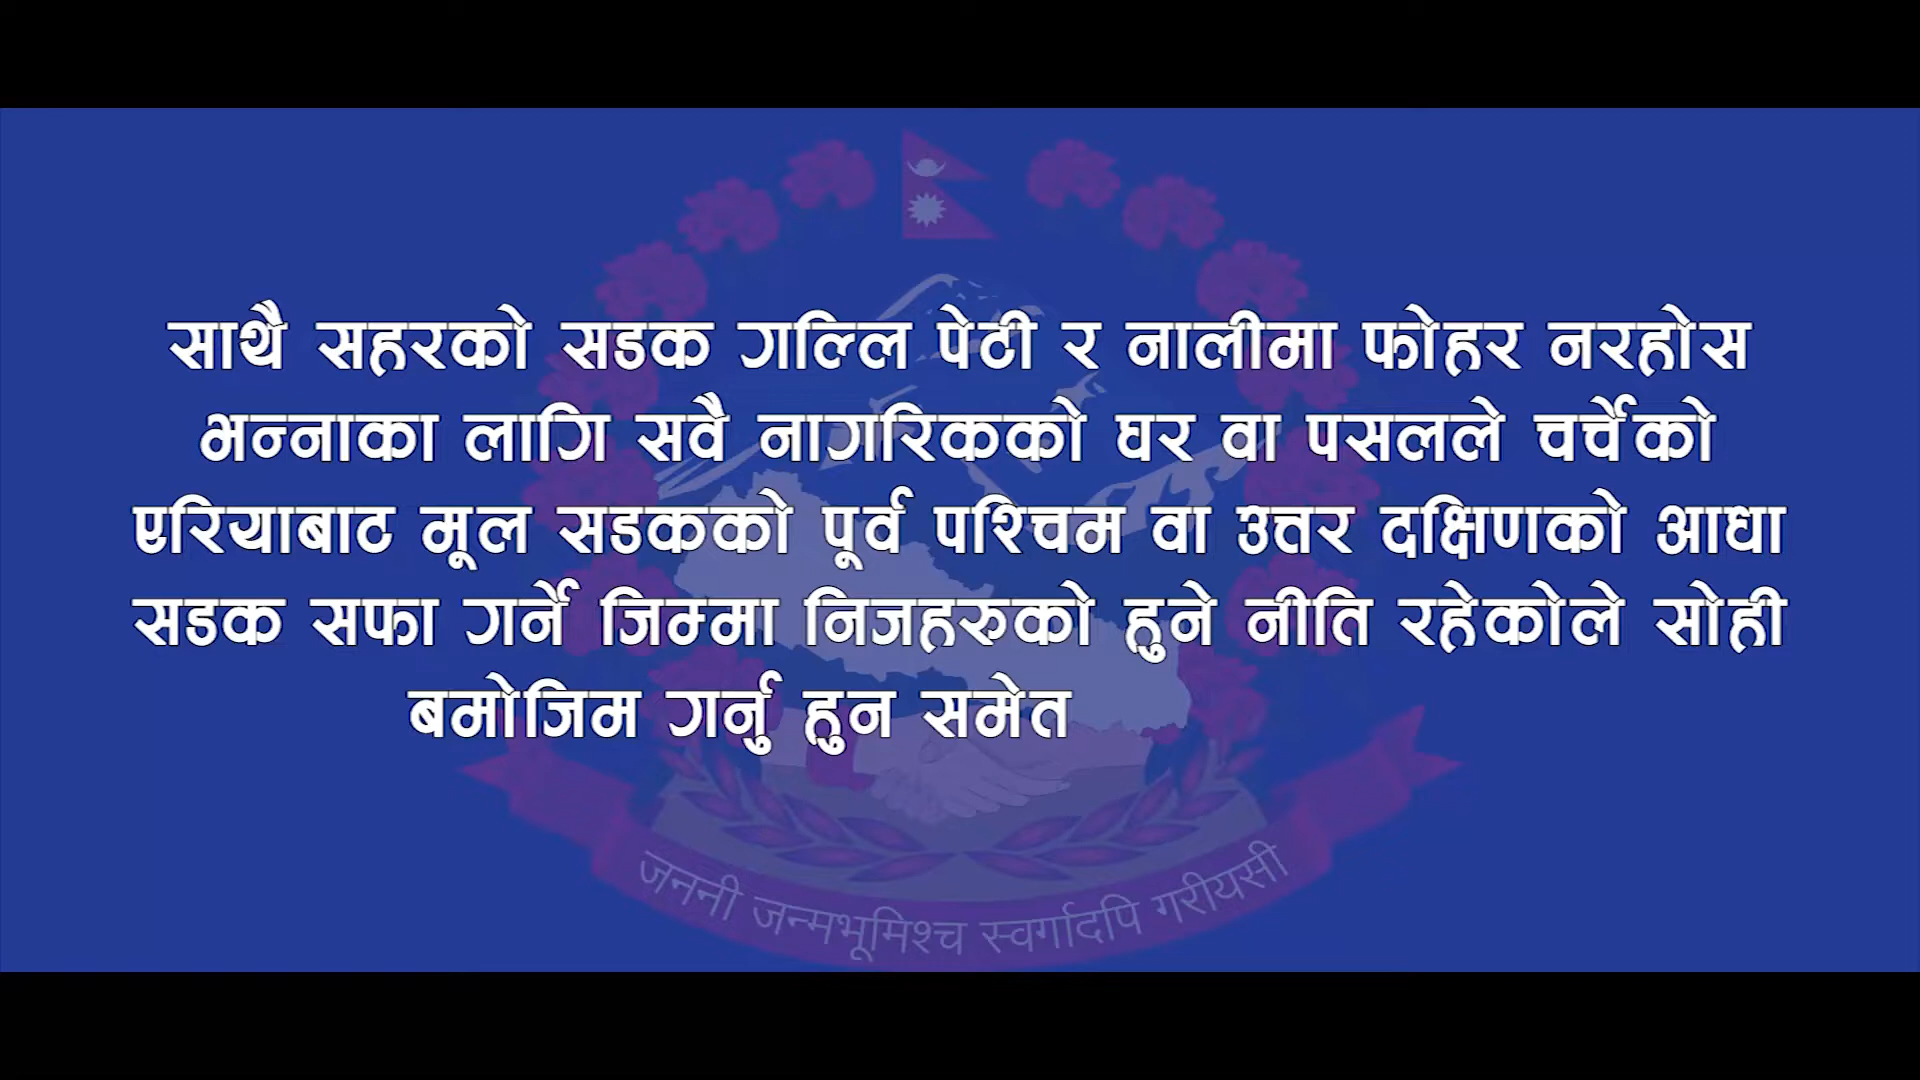 साथै सहरको सडक गल्लि पेटी र नालीमा फोहर नरहोस
भन्नाका लागि सवै नागरिकको घर वा पसलले चर्चेको
एरियाबाट मूल सडकको पूर्व पश्चिम वा उत्तर दक्षिणको आधा
सडक सफा गर्ने जिम्मा निजहरुको हुने नीति रहेकोले सोही
बमोजिम गर्नु हुन समेत
जननी जन्मभूमिश्च स्वर्गादपि गरीयसी